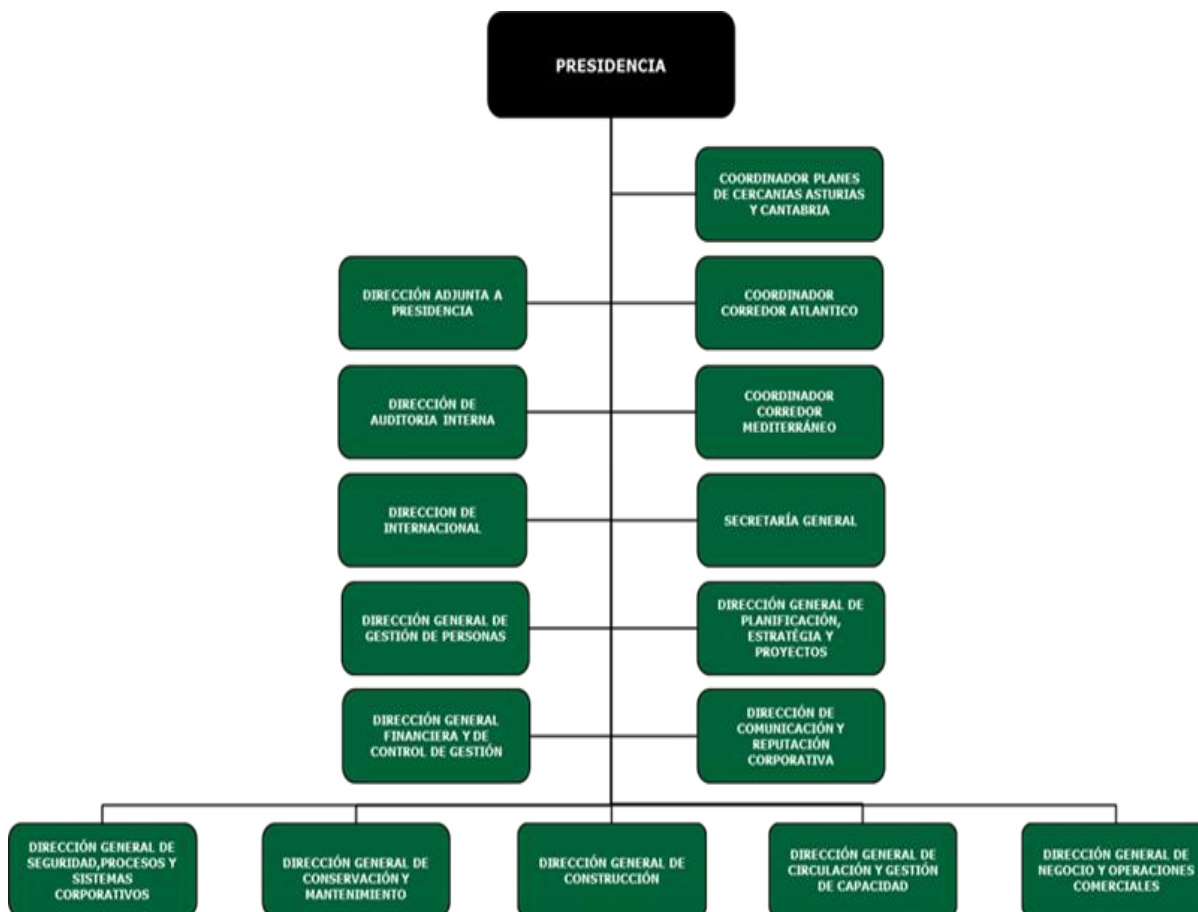 PRESIDENCIA
COORDINADOR PLANES
DE CERCANIAS ASTURIAS
Y CANTABRIA
DIRECCIÓN ADJUNTA A
PRESIDENCIA
COORDINADOR
CORREDOR ATLANTICO
DIRECCIÓN DE
AUDITORIA INTERNA
COORDINADOR
CORREDOR
MEDITERRÁNEO
DIRECCION DE
INTERNACIONAL
SECRETARÍA GENERAL
DIRECCIÓN GENERAL DE
GESTIÓN DE PERSONAS
DIRECCIÓN GENERAL DE
PLANIFICACIÓN,
ESTRATÉGIA Y
PROYECTOS
DIRECCIÓN GENERAL
FINANCIERA Y DE
CONTROL DE GESTIÓN
DIRECCIÓN DE
COMUNICACIÓN Y
REPUTACIÓN
CORPORATIVA
DIRECCIÓN GENERAL DE
SEGURIDAD,PROCESOS Y
SISTEMAS
CORPORATIVOS
DIRECCIÓN GENERAL DE
CONSERVACIÓN Y
MANTENIMIENTO
DIRECCIÓN GENERAL DE
CONSTRUCCIÓN
DIRECCIÓN GENERAL DE
CIRCULACIÓN Y GESTIÓN
DE CAPACIDAD
DIRECCIÓN GENERAL DE
NEGOCIO Y OPERACIONES
COMERCIALES